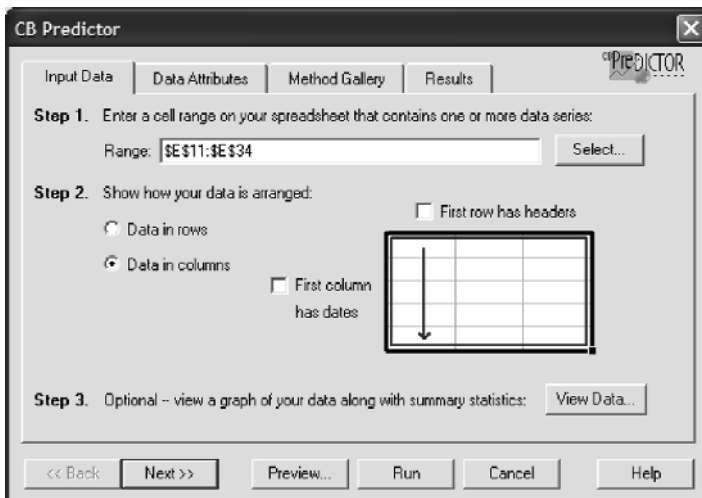 CB Predictor
CB PreDICTOR
Input Data Data Attributes Method Gallery Results
Step 1. Enter a cell range on your spreadsheet that contains one or more data series:
Range: $E$11:$E$34 Select...
Step 2. Show how your data is arranged:
First row has headers
Data in rows
Data in columns
First column
has dates
Step 3. Optional -- view a graph of your data along with summary statistics: View Data...
<< Back Next >> Preview... Run Cancel Help